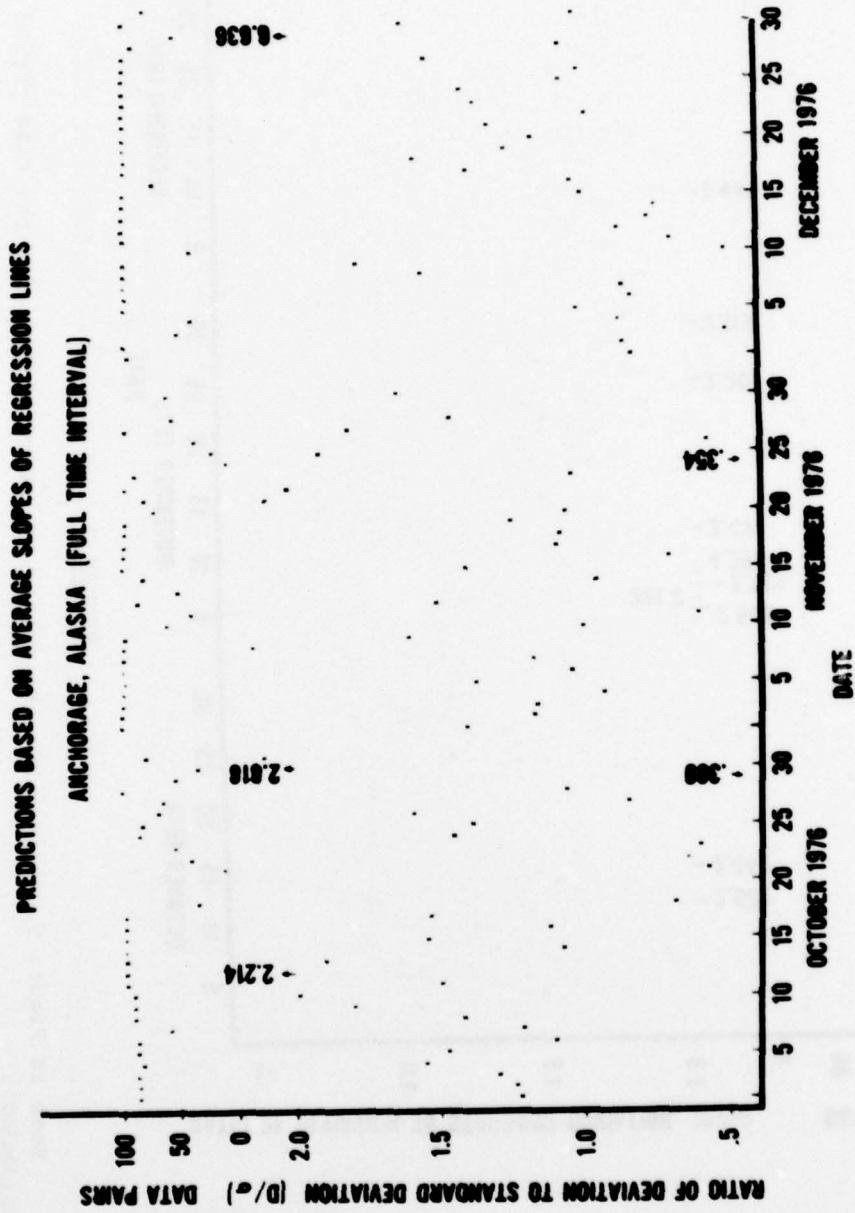 PREDICTIONS BASED ON AVERAGE SLOPES OF REGRESSION LINES
ANCHORAGE, ALASKA (FULL TIME INTERVAL)
RATIO OF DEVIATION TO STANDARD DEVIATION (D/σ) DATA PAIRS
100
50
0
2.0
1.5
1.0
.5
2.214
2.818
6.636
.354
5 10 15 20 25 30 5 10 15 20 25 30 5 10 15 20 25 30
OCTOBER 1976 NOVEMBER 1976 DECEMBER 1976
DATE